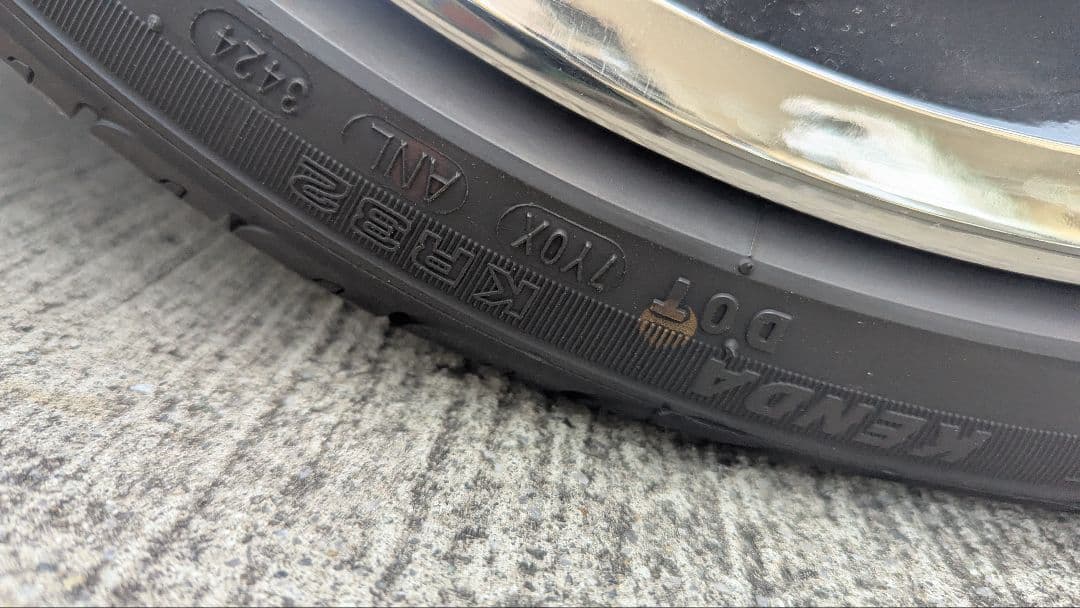 KENDA KR32
DOT 7Y0X ANL 3424